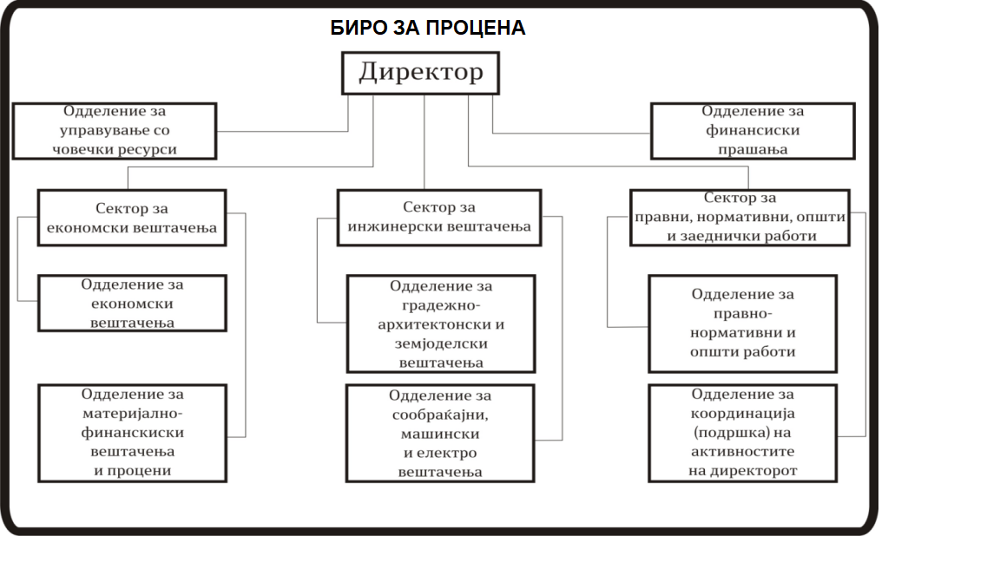 БИРО ЗА ПРОЦЕНА
Директор
Одделение за
управување со
човечки ресурси
Одделение за
финансиски
прашања
Сектор за
економски вештачења
Сектор за
инжинерски вештачења
Сектор за
правни, нормативни, општи
и заеднички работи
Одделение за
економски
вештачења
Одделение за
градежно-
архитектонски и
земјоделски
вештачења
Одделение за
правно-
нормативни и
општи работи
Одделение за
материјално-
финанскиски
вештачења
и процени
Одделение за
сообраќајни,
машински
и електро
вештачења
Одделение за
координација
(подршка) на
активностите
на директорот